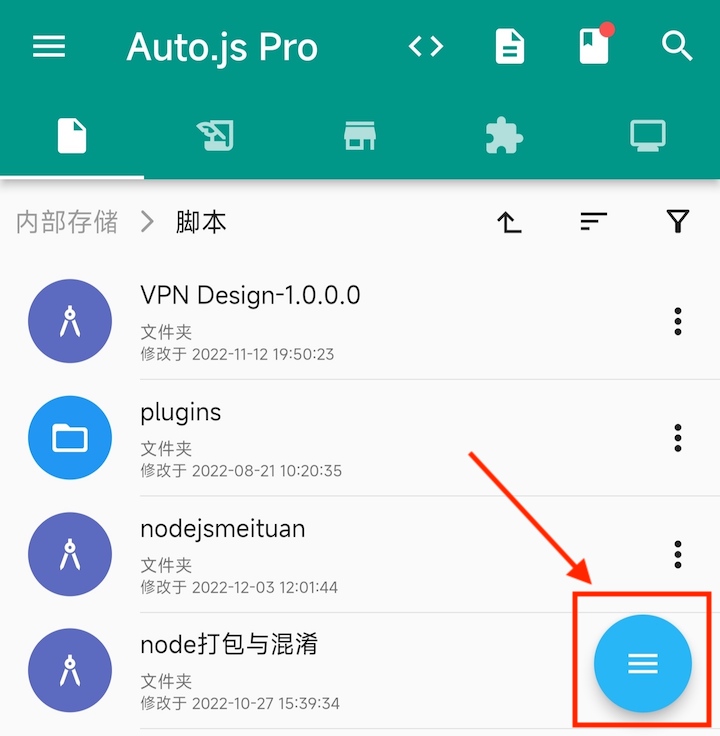 Auto.js Pro
内部存储 > 脚本
VPN Design-1.0.0.0
文件夹
修改于 2022-11-12 19:50:23
plugins
文件夹
修改于 2022-08-21 10:20:35
nodejsmeituan
文件夹
修改于 2022-12-03 12:01:44
node打包与混淆
文件夹
修改于 2022-10-27 15:39:34